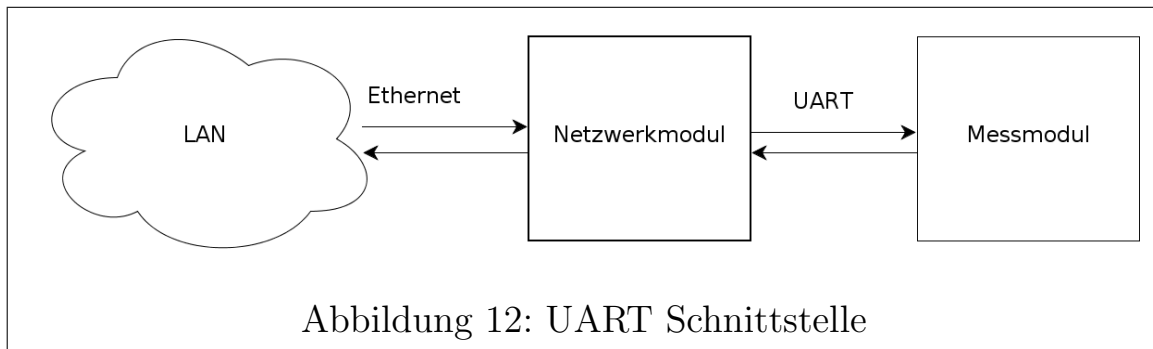 Ethernet
UART
LAN
Netzwerkmodul
Messmodul
Abbildung 12: UART Schnittstelle